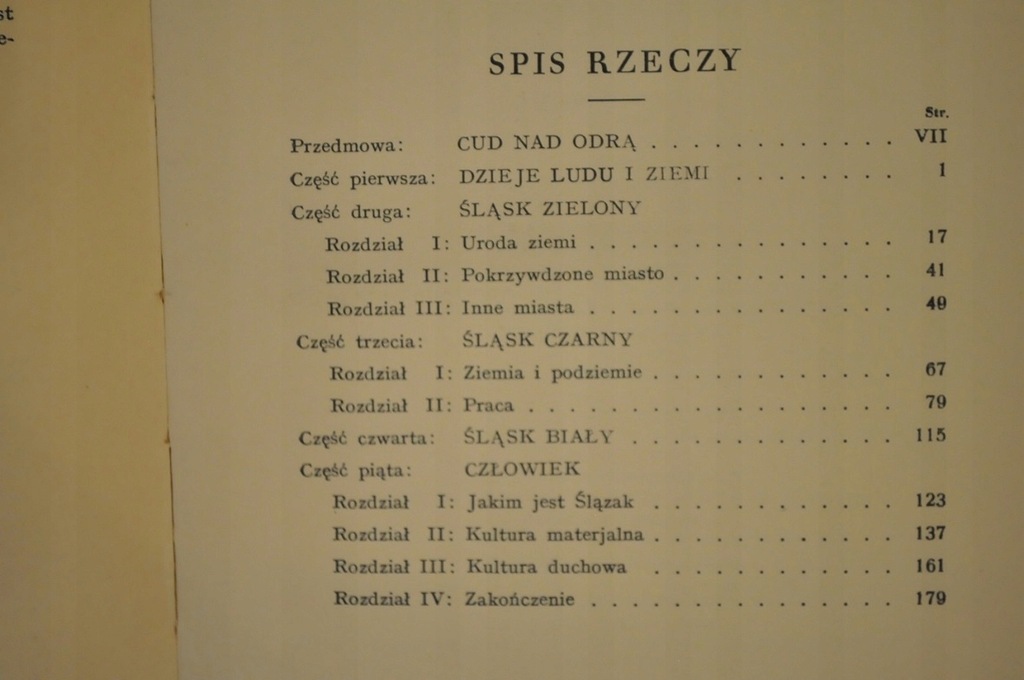 st
e-
SPIS RZECZY
Str.
Przedmowa: CUD NAD ODRĄ . . . . . . . . . . . . VII
Część pierwsza: DZIEJE LUDU I ZIEMI . . . . . . . . 1
Część druga: ŚLĄSK ZIELONY
Rozdział I: Uroda ziemi . . . . . . . . . . . . . . 17
Rozdział II: Pokrzywdzone miasto . . . . . . . . . . . 41
Rozdział III: Inne miasta . . . . . . . . . . . . . . 49
Część trzecia: ŚLĄSK CZARNY
Rozdział I: Ziemia i podziemie . . . . . . . . . . . . 67
Rozdział II: Praca . . . . . . . . . . . . . . . . . 79
Część czwarta: ŚLĄSK BIAŁY . . . . . . . . . . . . . 115
Część piąta: CZŁOWIEK
Rozdział I: Jakim jest Ślązak . . . . . . . . . . . . 123
Rozdział II: Kultura materjalna . . . . . . . . . . . . 137
Rozdział III: Kultura duchowa . . . . . . . . . . . . 161
Rozdział IV: Zakończenie . . . . . . . . . . . . . . 179